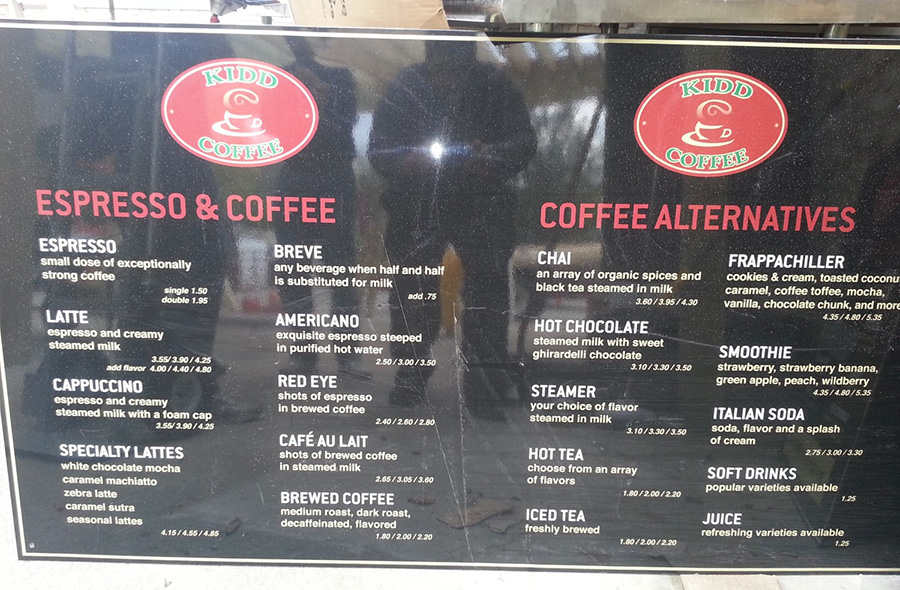 KIDD
COFFEE
ESPRESSO & COFFEE
ESPRESSO
small dose of exceptionally
strong coffee
single 1.50
double 1.95
LATTE
espresso and creamy
steamed milk
3.55/ 3.90 / 4.25
add flavor 4.00 / 4.40 / 4.80
CAPPUCCINO
espresso and creamy
steamed milk with a foam cap
3.55/ 3.90 / 4.25
SPECIALTY LATTES
white chocolate mocha
caramel machiatto
zebra latte
caramel sutra
seasonal lattes
4.15 / 4.55 / 4.85
BREVE
any beverage when half and half
is substituted for milk
add .75
AMERICANO
exquisite espresso steeped
in purified hot water
2.50 / 3.00 / 3.50
RED EYE
shots of espresso
in brewed coffee
2.40 / 2.60 / 2.80
CAFÉ AU LAIT
shots of brewed coffee
in steamed milk
2.65 / 3.05 / 3.60
BREWED COFFEE
medium roast, dark roast,
decaffeinated, flavored
1.80 / 2.00 / 2.20
KIDD
COFFEE
COFFEE ALTERNATIVES
CHAI
an array of organic spices and
black tea steamed in milk
3.60 / 3.95 / 4.30
HOT CHOCOLATE
steamed milk with sweet
ghirardelli chocolate
3.10 / 3.30 / 3.50
STEAMER
your choice of flavor
steamed in milk
3.10 / 3.30 / 3.50
HOT TEA
choose from an array
of flavors
1.80 / 2.00 / 2.20
ICED TEA
freshly brewed
1.80 / 2.00 / 2.20
FRAPPACHILLER
cookies & cream, toasted coconu
caramel, coffee toffee, mocha,
vanilla, chocolate chunk, and more
4.35 / 4.80 / 5.35
SMOOTHIE
strawberry, strawberry banana,
green apple, peach, wildberry
4.35 / 4.80 / 5.35
ITALIAN SODA
soda, flavor and a splash
of cream
2.75 / 3.00 / 3.30
SOFT DRINKS
popular varieties available
1.25
JUICE
refreshing varieties available
1.25